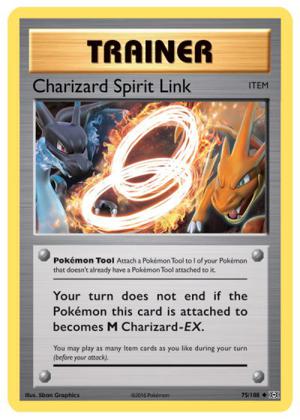 TRAINER
Charizard Spirit Link
ITEM
Pokémon Tool Attach a Pokémon Tool to 1 of your Pokémon
that doesn't already have a Pokémon Tool attached to it.
Your turn does not end if the
Pokémon this card is attached to
becomes M Charizard-EX.
You may play as many Item cards as you like during your turn
(before your attack).
Illus. 5ban Graphics
©2016 Pokémon
75/108